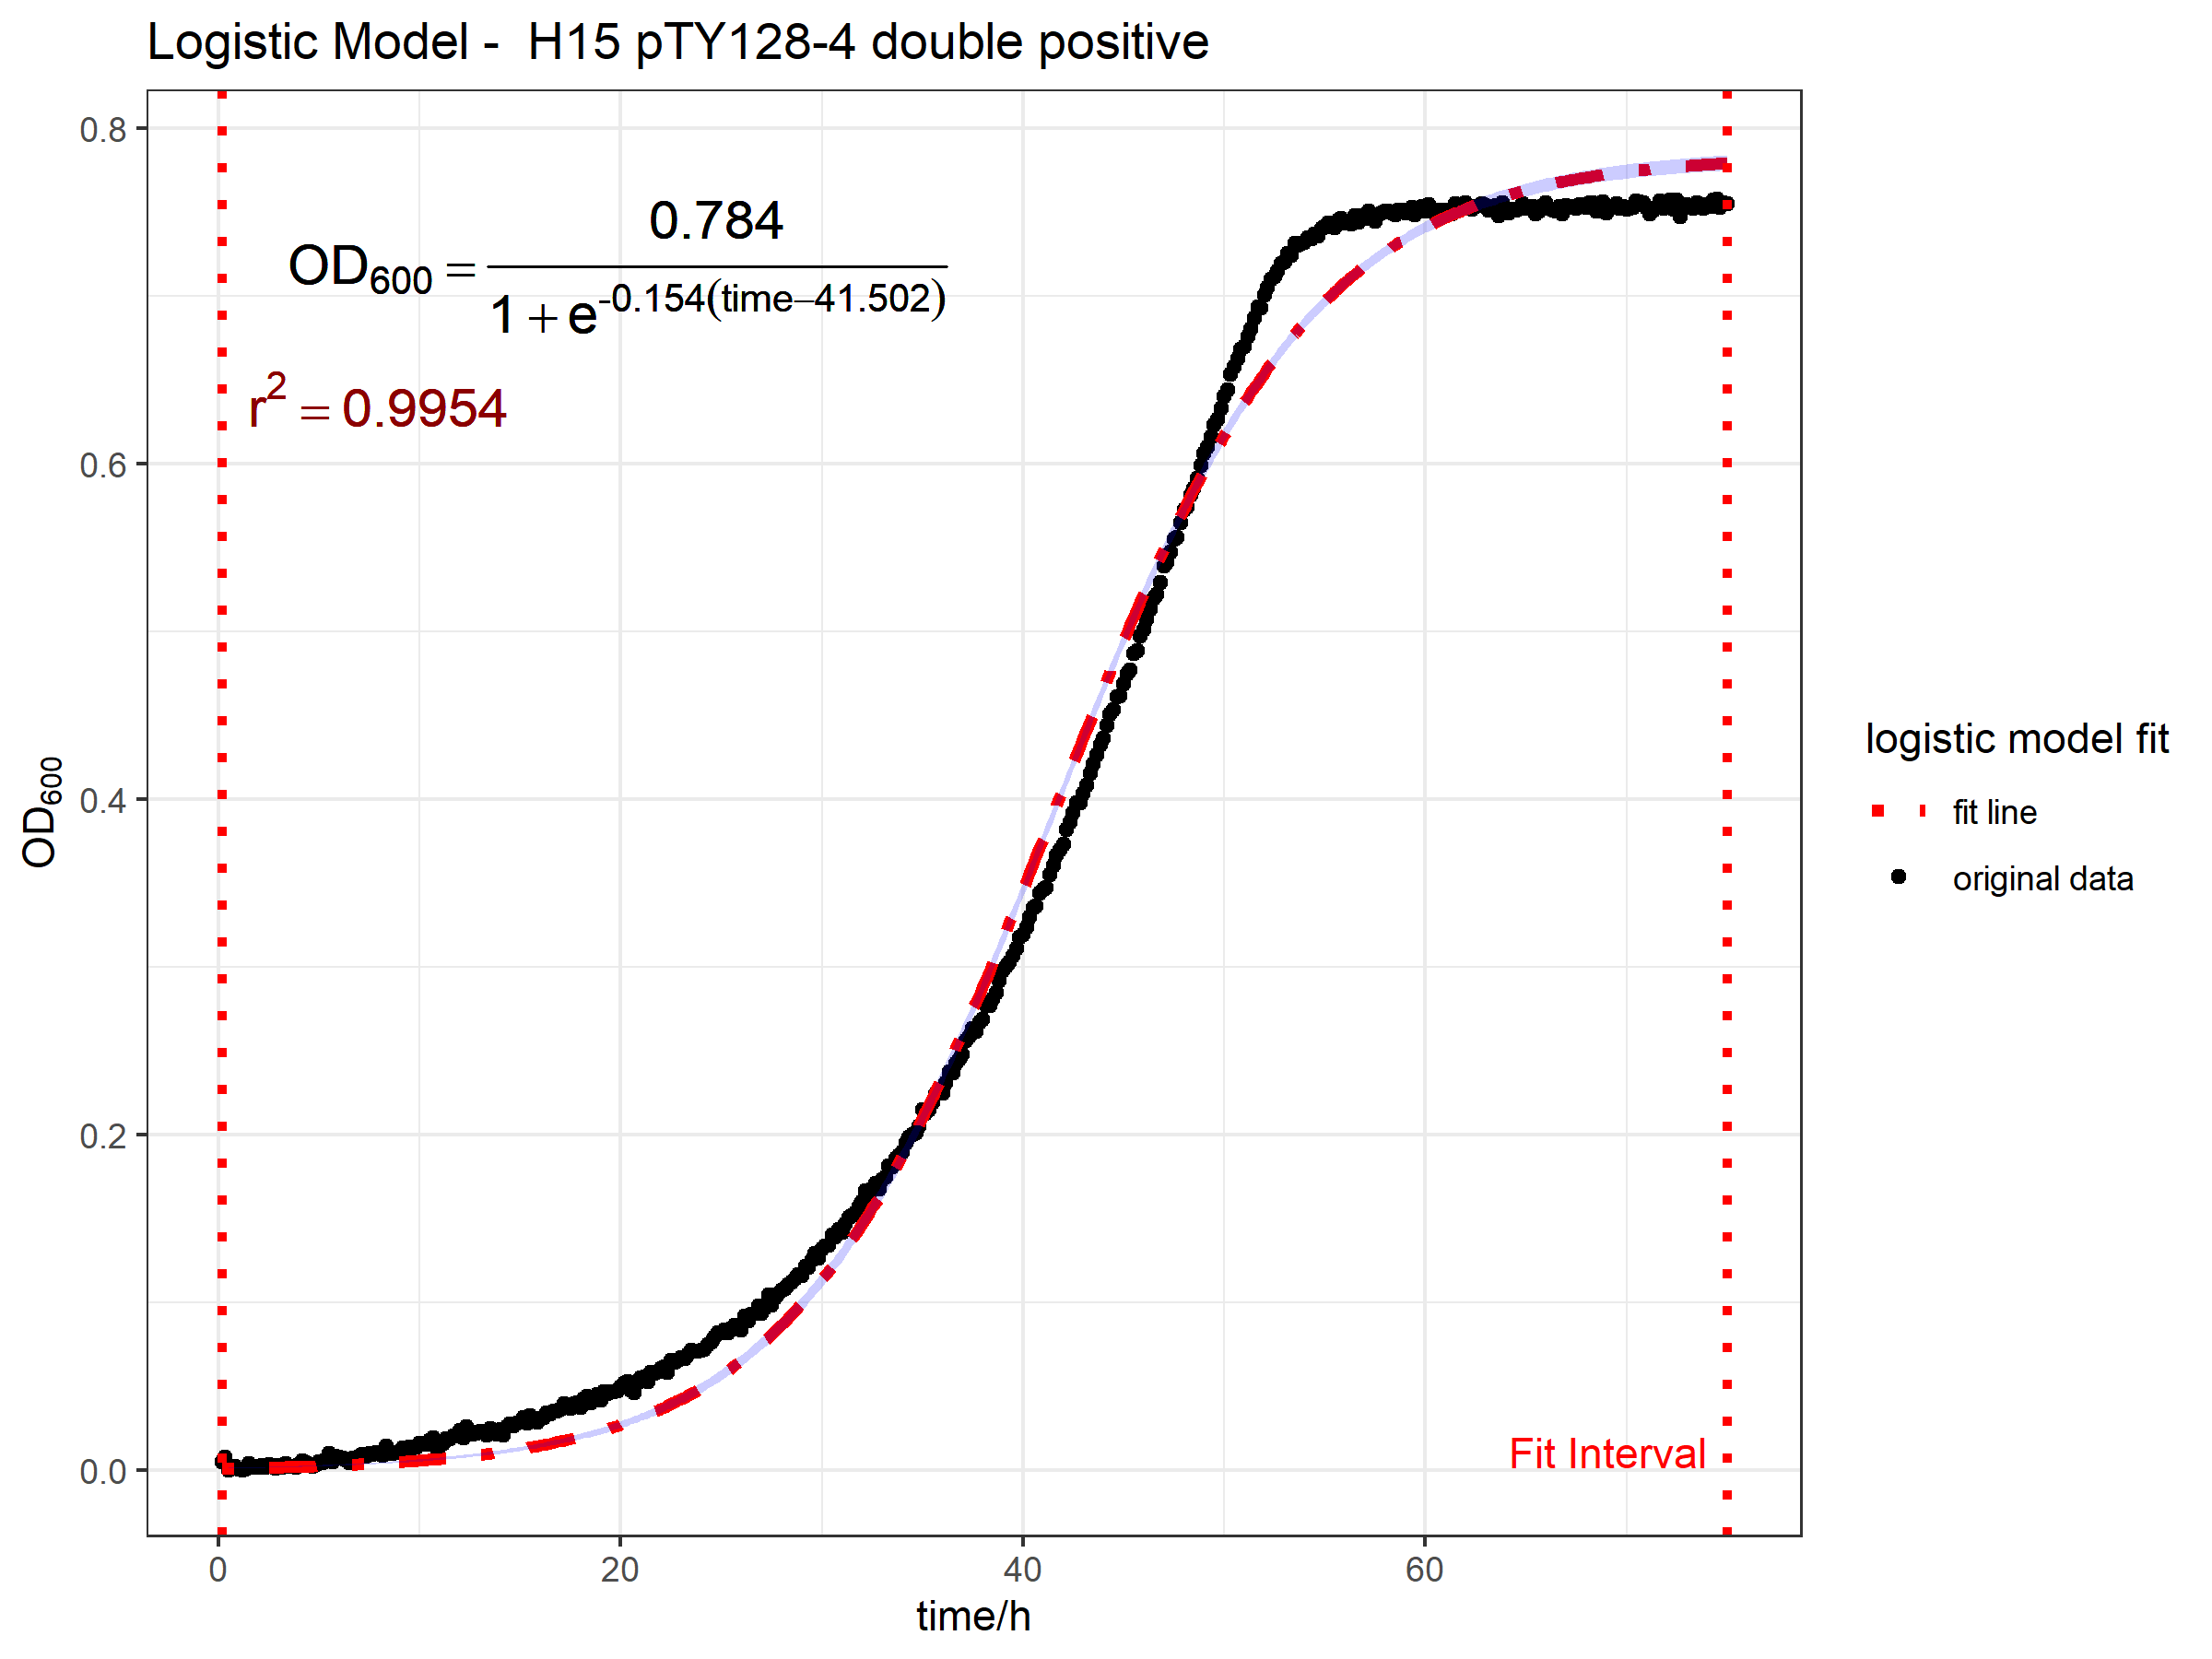 Logistic Model -  H15 pTY128-4 double positive
OD600 = 0.784 / 1 + e^-0.154(time−41.502)
r² = 0.9954
0.8
0.6
0.4
0.2
0.0
OD600
Fit Interval
0 20 40 60
time/h
logistic model fit
fit line
original data